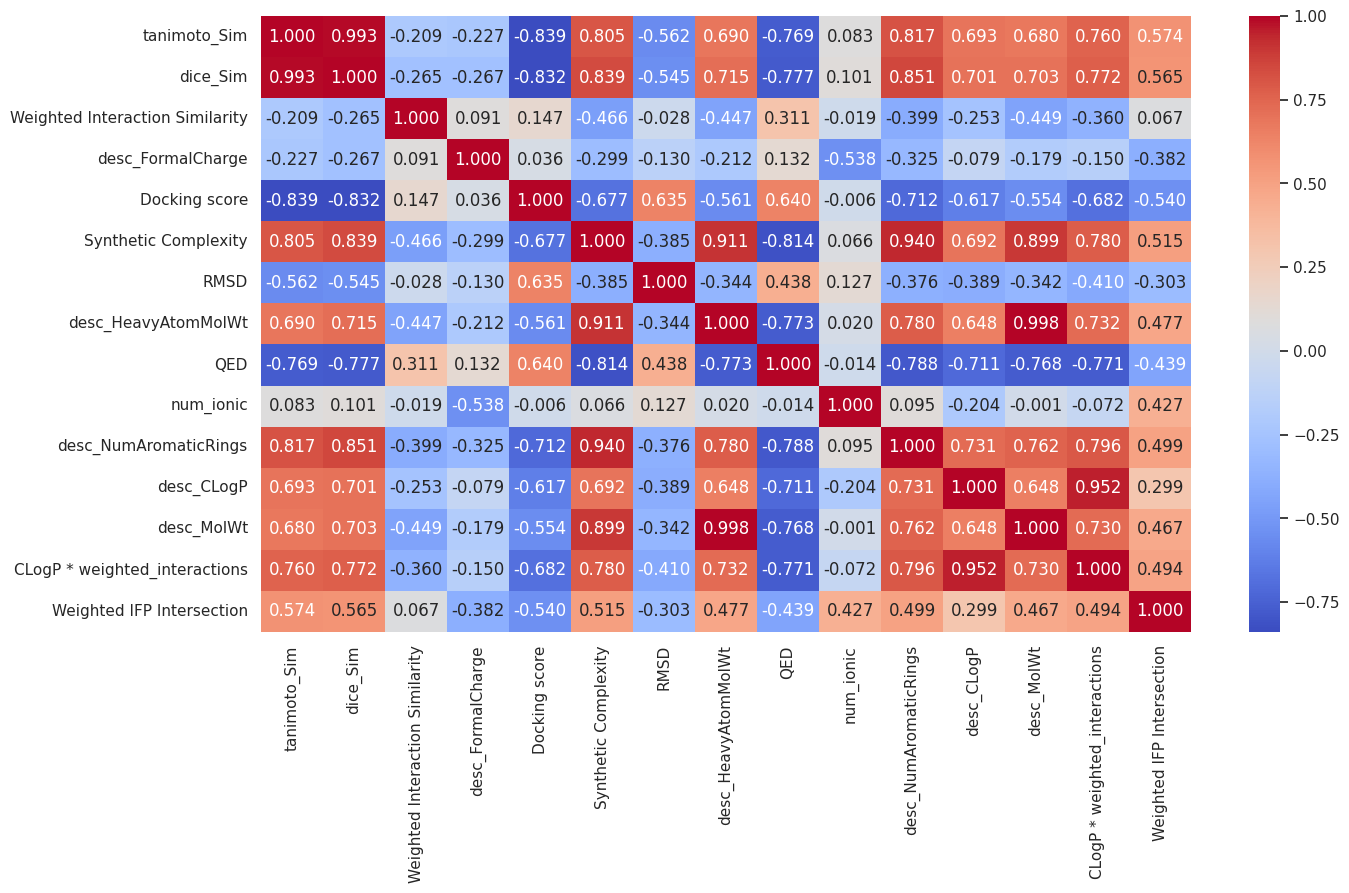 tanimoto_Sim 1.000 0.993 -0.209 -0.227 -0.839 0.805 -0.562 0.690 -0.769 0.083 0.817 0.693 0.680 0.760 0.574
dice_Sim 0.993 1.000 -0.265 -0.267 -0.832 0.839 -0.545 0.715 -0.777 0.101 0.851 0.701 0.703 0.772 0.565
Weighted Interaction Similarity -0.209 -0.265 1.000 0.091 0.147 -0.466 -0.028 -0.447 0.311 -0.019 -0.399 -0.253 -0.449 -0.360 0.067
desc_FormalCharge -0.227 -0.267 0.091 1.000 0.036 -0.299 -0.130 -0.212 0.132 -0.538 -0.325 -0.079 -0.179 -0.150 -0.382
Docking score -0.839 -0.832 0.147 0.036 1.000 -0.677 0.635 -0.561 0.640 -0.006 -0.712 -0.617 -0.554 -0.682 -0.540
Synthetic Complexity 0.805 0.839 -0.466 -0.299 -0.677 1.000 -0.385 0.911 -0.814 0.066 0.940 0.692 0.899 0.780 0.515
RMSD -0.562 -0.545 -0.028 -0.130 0.635 -0.385 1.000 -0.344 0.438 0.127 -0.376 -0.389 -0.342 -0.410 -0.303
desc_HeavyAtomMolWt 0.690 0.715 -0.447 -0.212 -0.561 0.911 -0.344 1.000 -0.773 0.020 0.780 0.648 0.998 0.732 0.477
QED -0.769 -0.777 0.311 0.132 0.640 -0.814 0.438 -0.773 1.000 -0.014 -0.788 -0.711 -0.768 -0.771 -0.439
num_ionic 0.083 0.101 -0.019 -0.538 -0.006 0.066 0.127 0.020 -0.014 1.000 0.095 -0.204 -0.001 -0.072 0.427
desc_NumAromaticRings 0.817 0.851 -0.399 -0.325 -0.712 0.940 -0.376 0.780 -0.788 0.095 1.000 0.731 0.762 0.796 0.499
desc_CLogP 0.693 0.701 -0.253 -0.079 -0.617 0.692 -0.389 0.648 -0.711 -0.204 0.731 1.000 0.648 0.952 0.299
desc_MolWt 0.680 0.703 -0.449 -0.179 -0.554 0.899 -0.342 0.998 -0.768 -0.001 0.762 0.648 1.000 0.730 0.467
CLogP * weighted_interactions 0.760 0.772 -0.360 -0.150 -0.682 0.780 -0.410 0.732 -0.771 -0.072 0.796 0.952 0.730 1.000 0.494
Weighted IFP Intersection 0.574 0.565 0.067 -0.382 -0.540 0.515 -0.303 0.477 -0.439 0.427 0.499 0.299 0.467 0.494 1.000
tanimoto_Sim
dice_Sim
Weighted Interaction Similarity
desc_FormalCharge
Docking score
Synthetic Complexity
RMSD
desc_HeavyAtomMolWt
QED
num_ionic
desc_NumAromaticRings
desc_CLogP
desc_MolWt
CLogP * weighted_interactions
Weighted IFP Intersection
1.00
0.75
0.50
0.25
0.00
−0.25
−0.50
−0.75